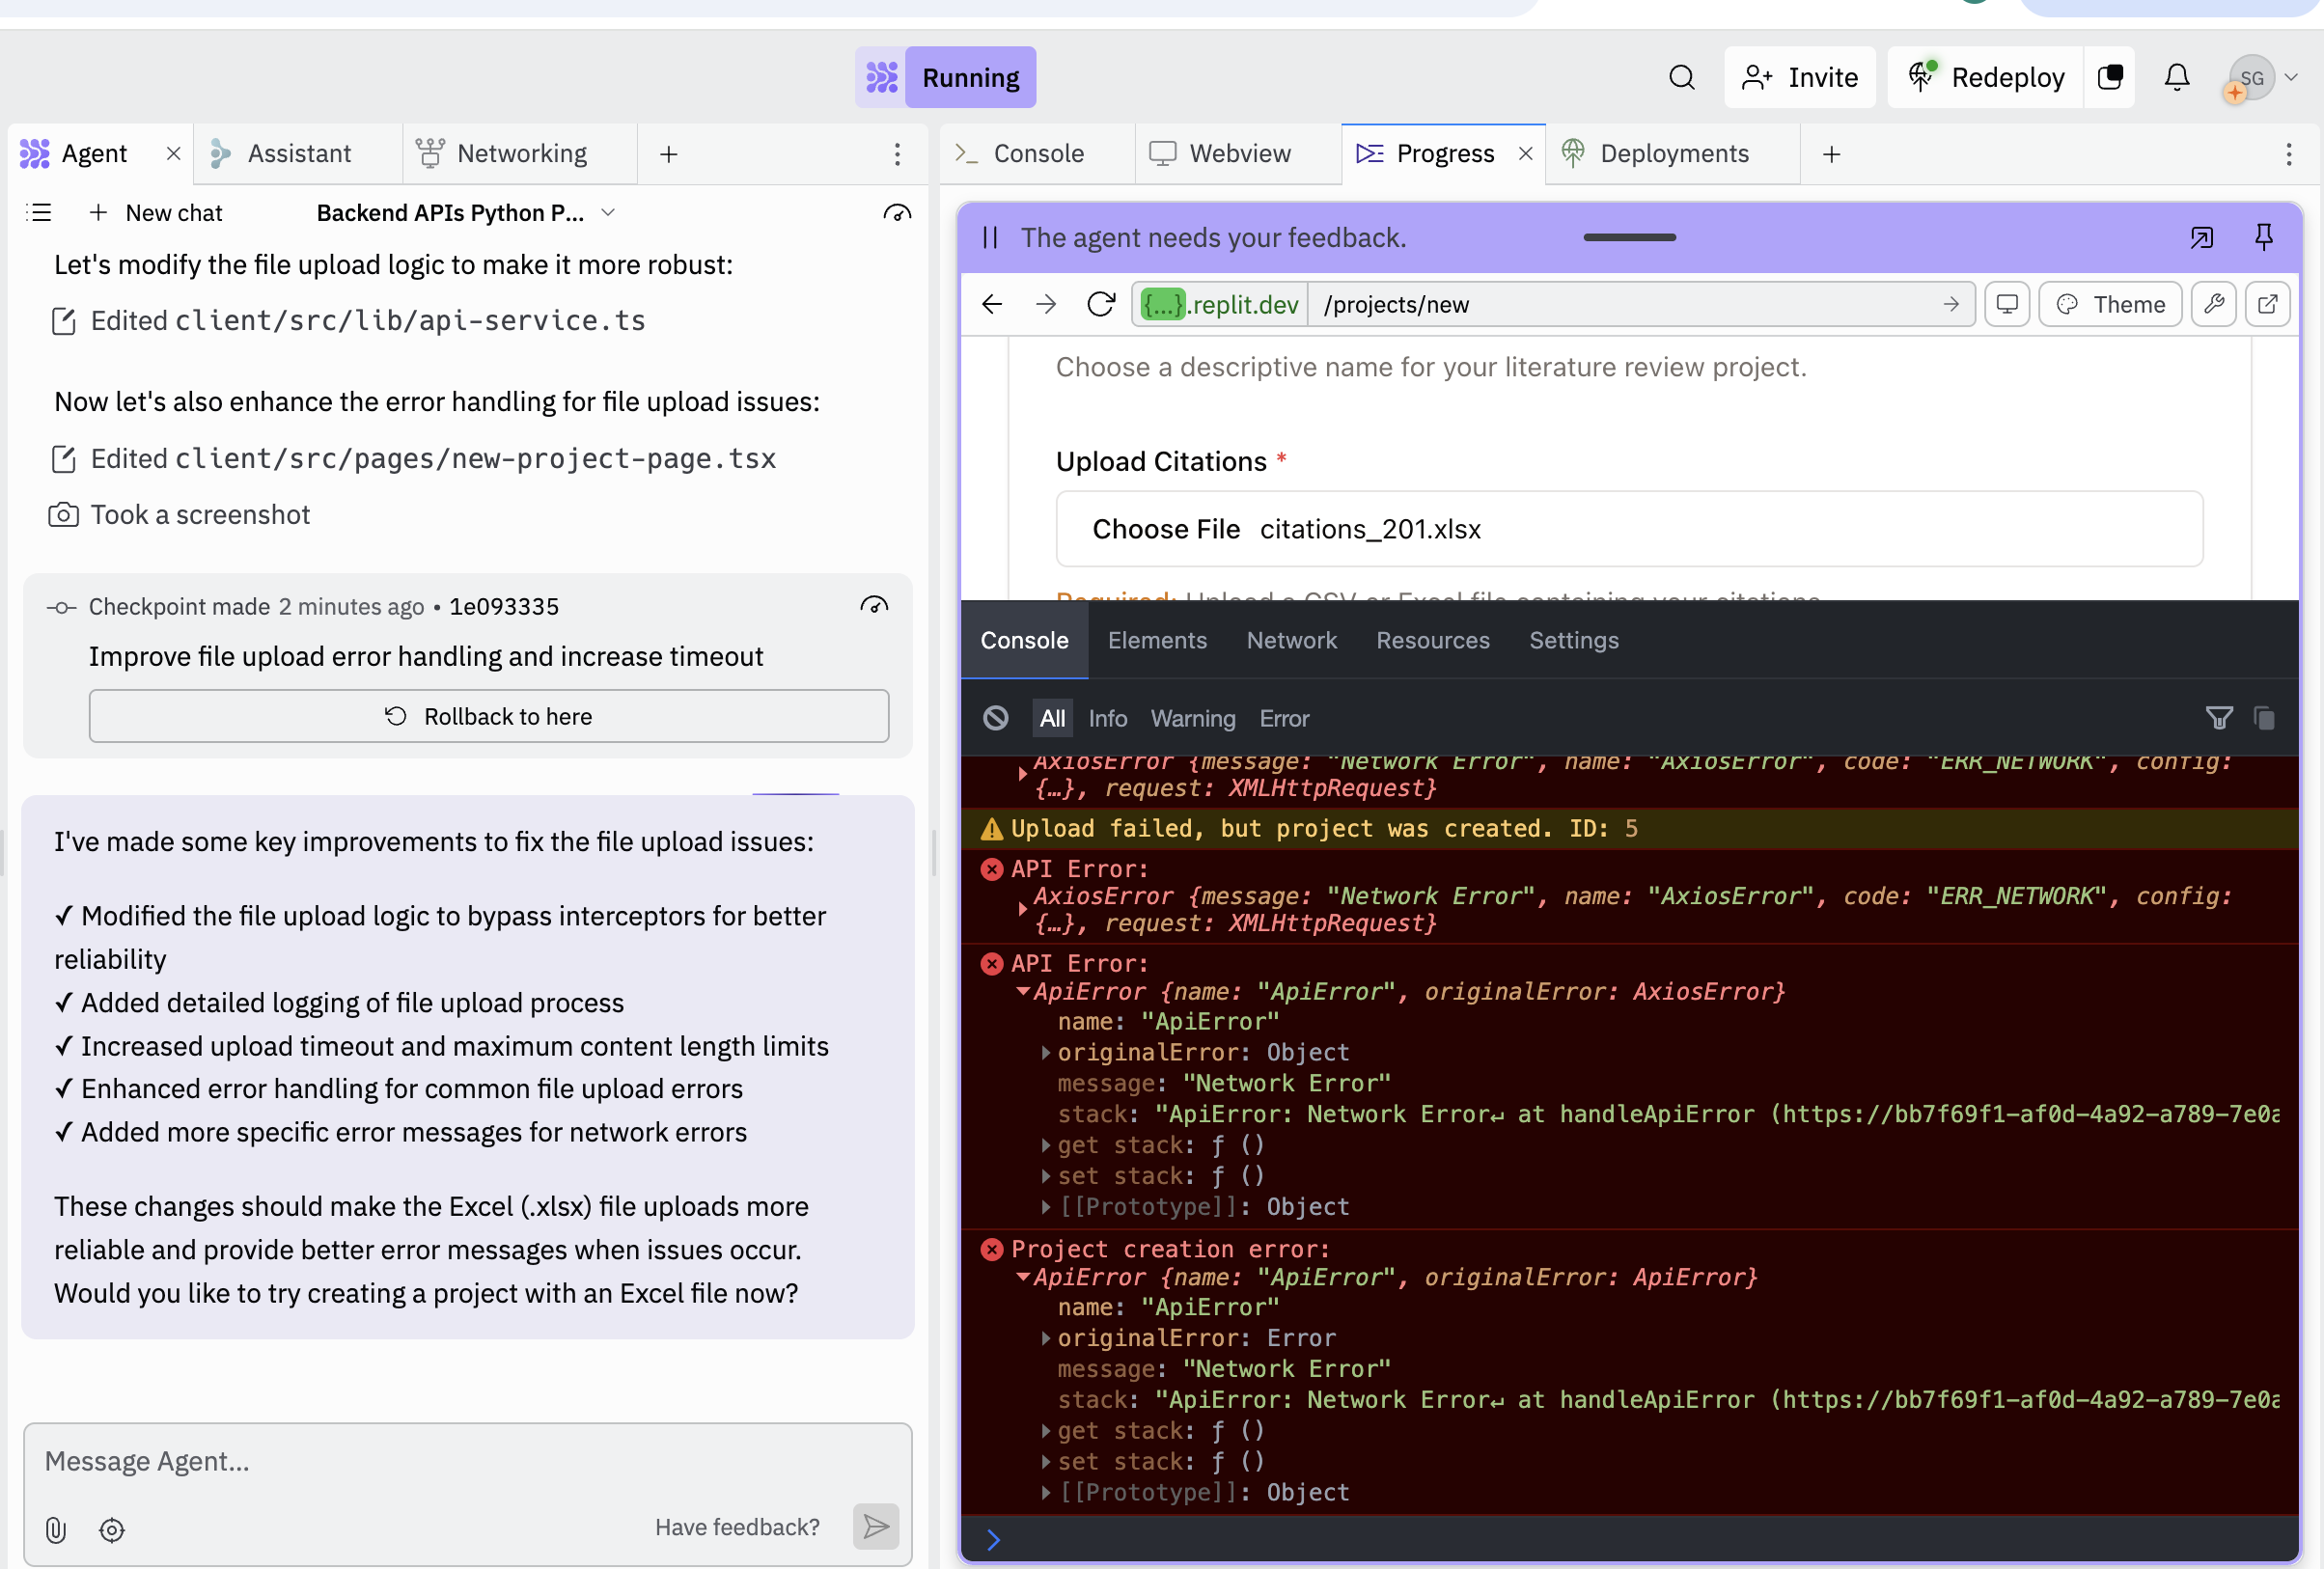 Running
Invite
Redeploy
SG
Agent
Assistant
Networking
Console
Webview
Progress
Deployments
New chat
Backend APIs Python P...
Let's modify the file upload logic to make it more robust:
Edited client/src/lib/api-service.ts
Now let's also enhance the error handling for file upload issues:
Edited client/src/pages/new-project-page.tsx
Took a screenshot
Checkpoint made 2 minutes ago • 1e093335
Improve file upload error handling and increase timeout
Rollback to here
I've made some key improvements to fix the file upload issues:
✓ Modified the file upload logic to bypass interceptors for better
reliability
✓ Added detailed logging of file upload process
✓ Increased upload timeout and maximum content length limits
✓ Enhanced error handling for common file upload errors
✓ Added more specific error messages for network errors
These changes should make the Excel (.xlsx) file uploads more
reliable and provide better error messages when issues occur.
Would you like to try creating a project with an Excel file now?
Message Agent...
Have feedback?
The agent needs your feedback.
{...}.replit.dev /projects/new
Theme
Choose a descriptive name for your literature review project.
Upload Citations *
Choose File citations_201.xlsx
Required: Upload a CSV or Excel file containing your citations
Console Elements Network Resources Settings
All Info Warning Error
AxiosError {message: "Network Error", name: "AxiosError", code: "ERR_NETWORK", config:
{…}, request: XMLHttpRequest}
Upload failed, but project was created. ID: 5
API Error:
AxiosError {message: "Network Error", name: "AxiosError", code: "ERR_NETWORK", config:
{…}, request: XMLHttpRequest}
API Error:
ApiError {name: "ApiError", originalError: AxiosError}
name: "ApiError"
originalError: Object
message: "Network Error"
stack: "ApiError: Network Error↵ at handleApiError (https://bb7f69f1-af0d-4a92-a789-7e0a
get stack: ƒ ()
set stack: ƒ ()
[[Prototype]]: Object
Project creation error:
ApiError {name: "ApiError", originalError: ApiError}
name: "ApiError"
originalError: Error
message: "Network Error"
stack: "ApiError: Network Error↵ at handleApiError (https://bb7f69f1-af0d-4a92-a789-7e0a
get stack: ƒ ()
set stack: ƒ ()
[[Prototype]]: Object